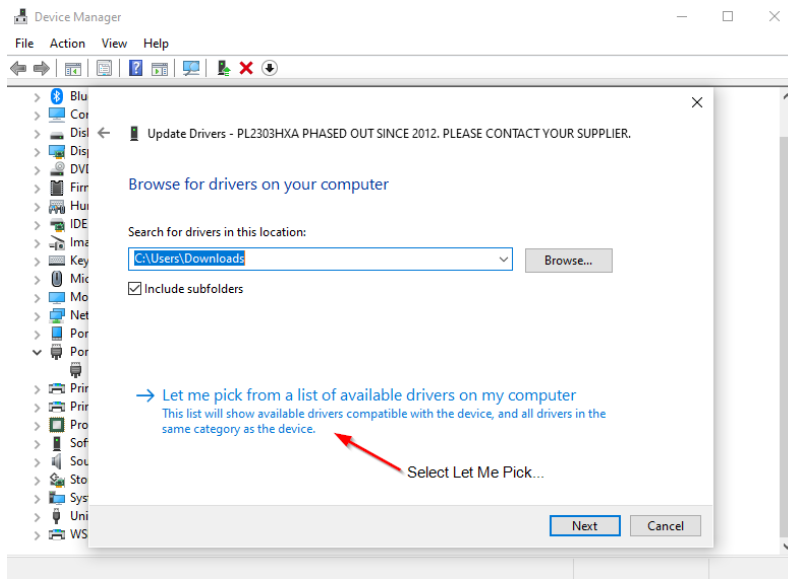 Device Manager
File Action View Help
Blu
Cor
Update Drivers - PL2303HXA PHASED OUT SINCE 2012. PLEASE CONTACT YOUR SUPPLIER.
Disl
Disp
DVI
Firr
Browse for drivers on your computer
Hur
IDE
Search for drivers in this location:
Ima
C:\Users\Downloads
Browse...
Key
Mic
Include subfolders
Mo
Net
Por
Por
Prir
Let me pick from a list of available drivers on my computer
This list will show available drivers compatible with the device, and all drivers in the
same category as the device.
Prir
Pro
Sof
Sou
Select Let Me Pick...
Sto
Sys
Uni
Next Cancel
WS